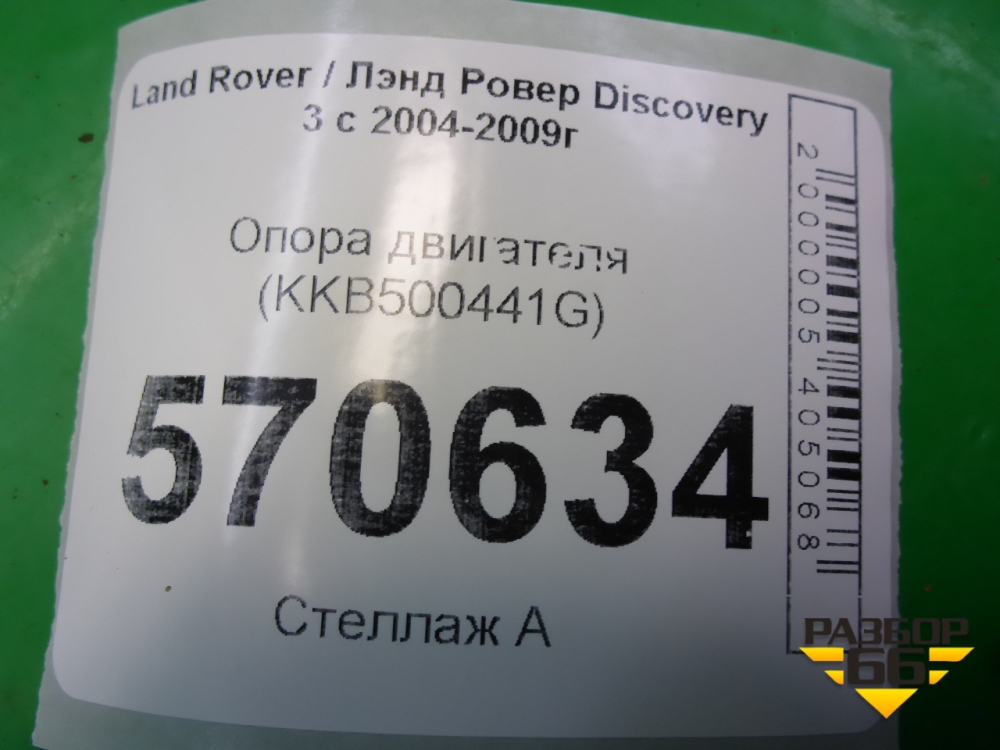 Land Rover / Лэнд Ровер Discovery
3 с 2004-2009г
Опора двигателя
(KKB500441G)
570634
Стеллаж А
2000005405068
РАЗБОР
66